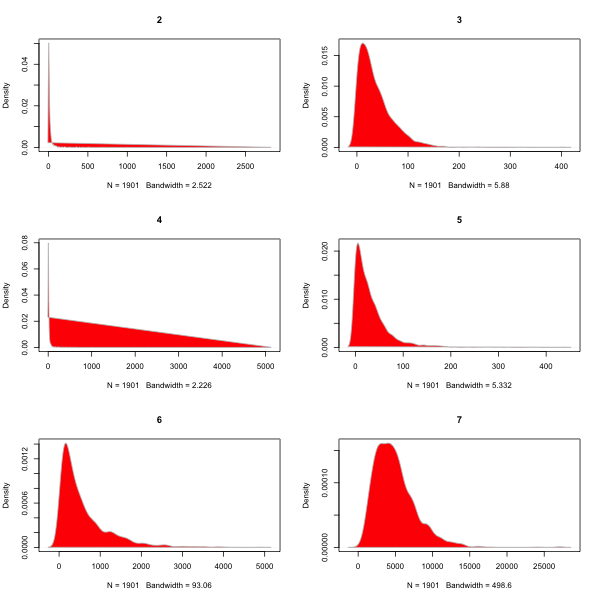 2
Density
0.00
0.02
0.04
0 500 1000 1500 2000 2500
N = 1901 Bandwidth = 2.522
3
Density
0.000
0.005
0.010
0.015
0 100 200 300 400
N = 1901 Bandwidth = 5.88
4
Density
0.00
0.02
0.04
0.06
0.08
0 1000 2000 3000 4000 5000
N = 1901 Bandwidth = 2.226
5
Density
0.000
0.010
0.020
0 100 200 300 400
N = 1901 Bandwidth = 5.332
6
Density
0.0000
0.0006
0.0012
0 1000 2000 3000 4000 5000
N = 1901 Bandwidth = 93.06
7
Density
0.00000
0.00010
0 5000 10000 15000 25000
N = 1901 Bandwidth = 498.6